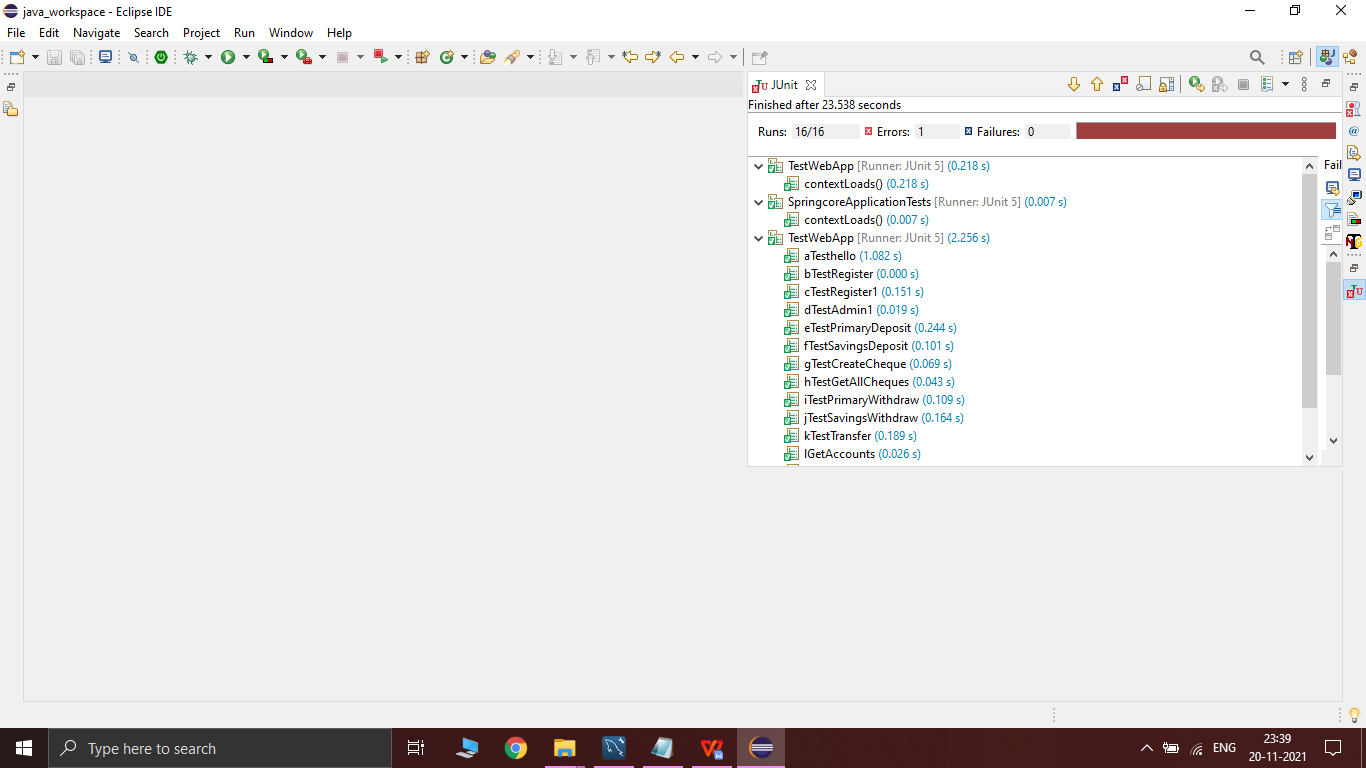 java_workspace - Eclipse IDE
File Edit Navigate Search Project Run Window Help
JUnit
Finished after 23.538 seconds
Runs: 16/16 Errors: 1 Failures: 0
TestWebApp [Runner: JUnit 5] (0.218 s)
contextLoads() (0.218 s)
SpringcoreApplicationTests [Runner: JUnit 5] (0.007 s)
contextLoads() (0.007 s)
TestWebApp [Runner: JUnit 5] (2.256 s)
aTesthello (1.082 s)
bTestRegister (0.000 s)
cTestRegister1 (0.151 s)
dTestAdmin1 (0.019 s)
eTestPrimaryDeposit (0.244 s)
fTestSavingsDeposit (0.101 s)
gTestCreateCheque (0.069 s)
hTestGetAllCheques (0.043 s)
iTestPrimaryWithdraw (0.109 s)
jTestSavingsWithdraw (0.164 s)
kTestTransfer (0.189 s)
lGetAccounts (0.026 s)
Fail
Type here to search
ENG
23:39
20-11-2021